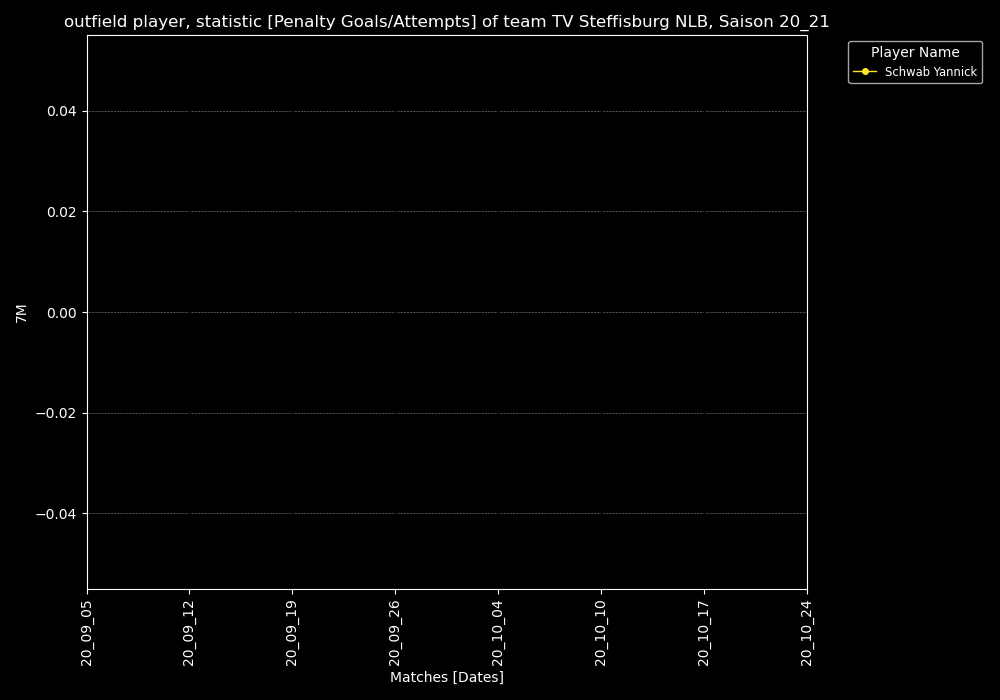 outfield player, statistic [Penalty Goals/Attempts] of team TV Steffisburg NLB, Saison 20_21
Player Name
Schwab Yannick
7M
0.04
0.02
0.00
−0.02
−0.04
20_09_05
20_09_12
20_09_19
20_09_26
20_10_04
20_10_10
20_10_17
20_10_24
Matches [Dates]